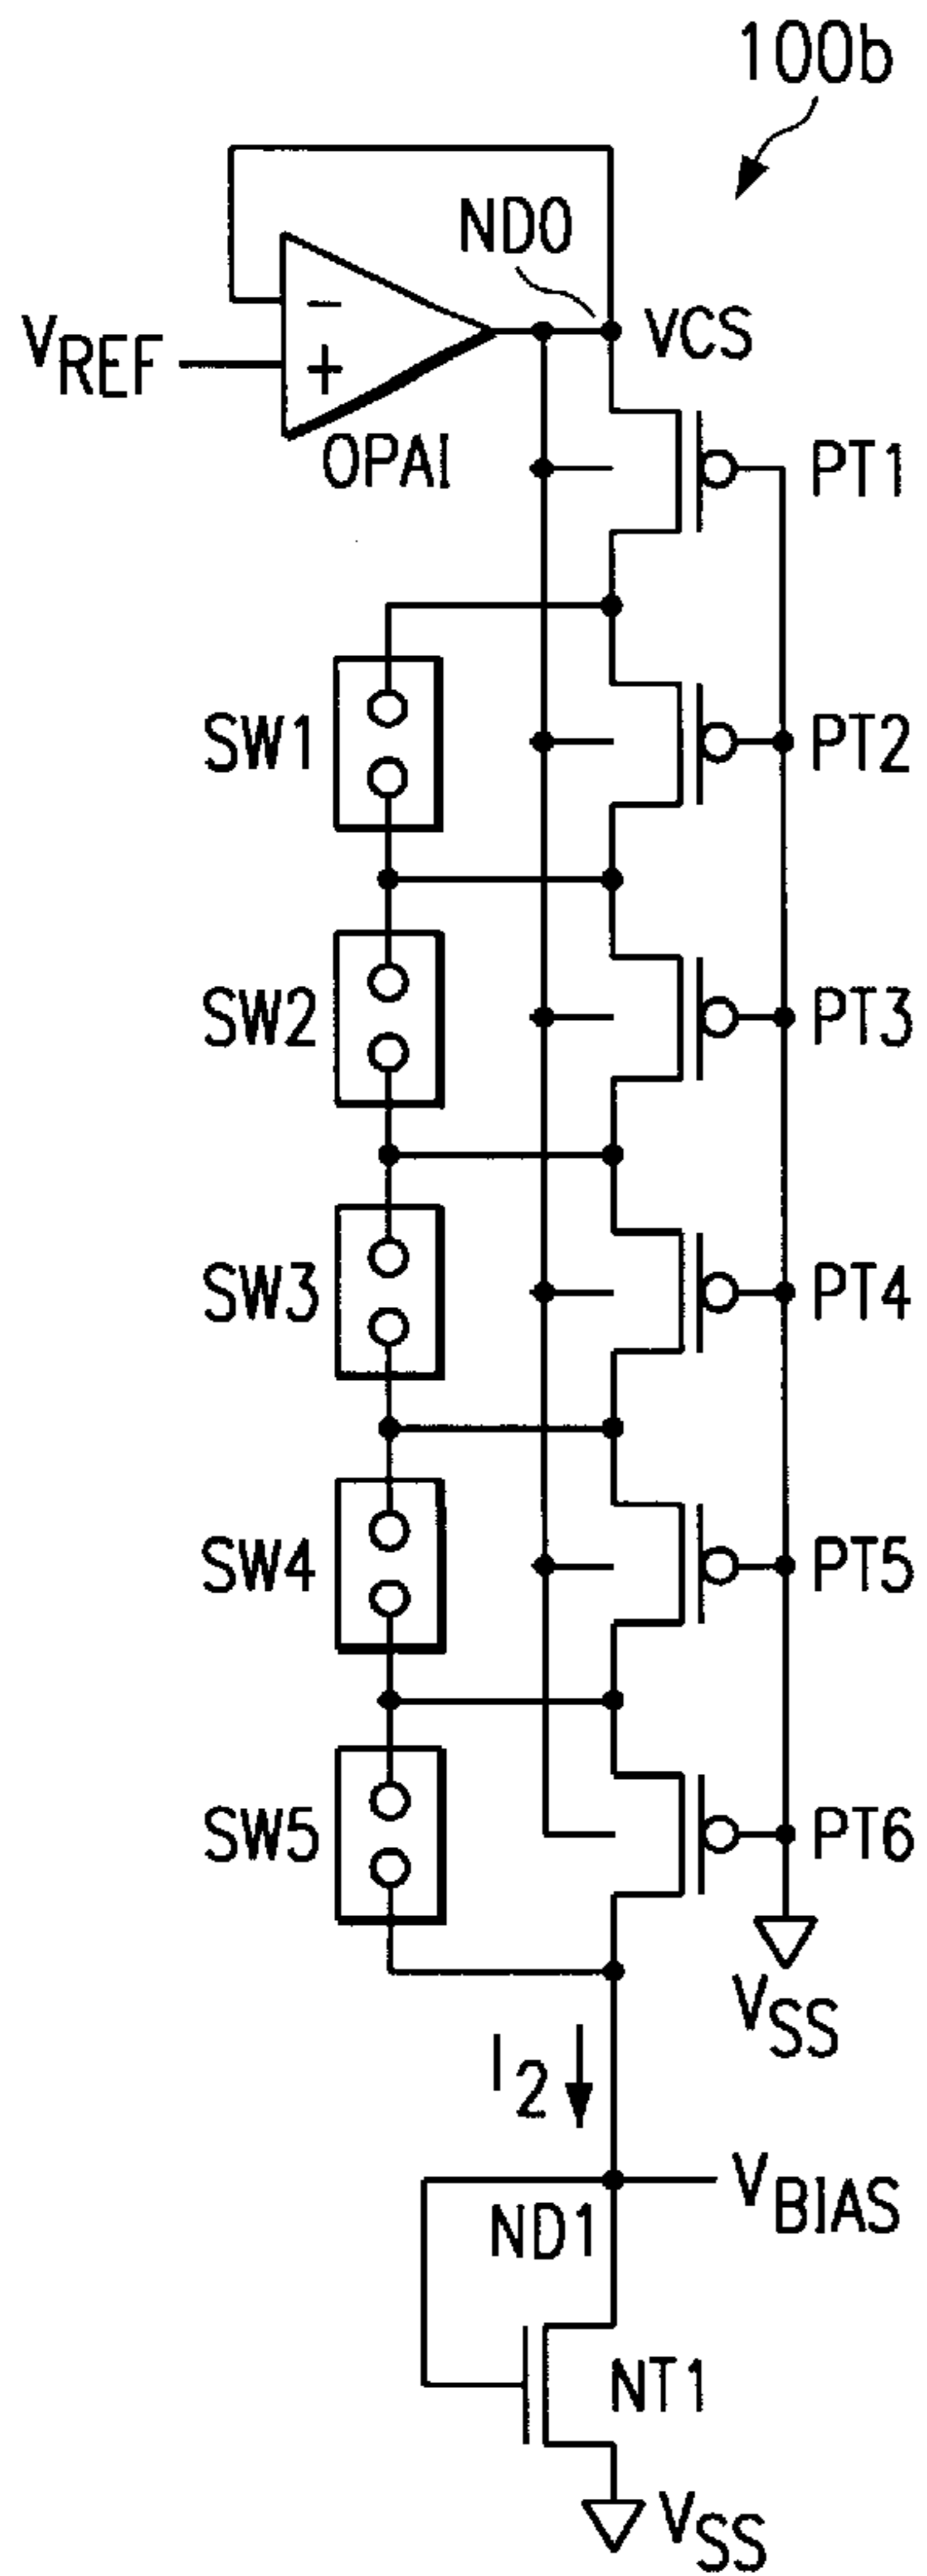 100b
ND0
VREF
VCS
-
+
OPAI
PT1
SW1
PT2
SW2
PT3
SW3
PT4
SW4
PT5
SW5
PT6
VSS
I2
VBIAS
ND1
NT1
VSS